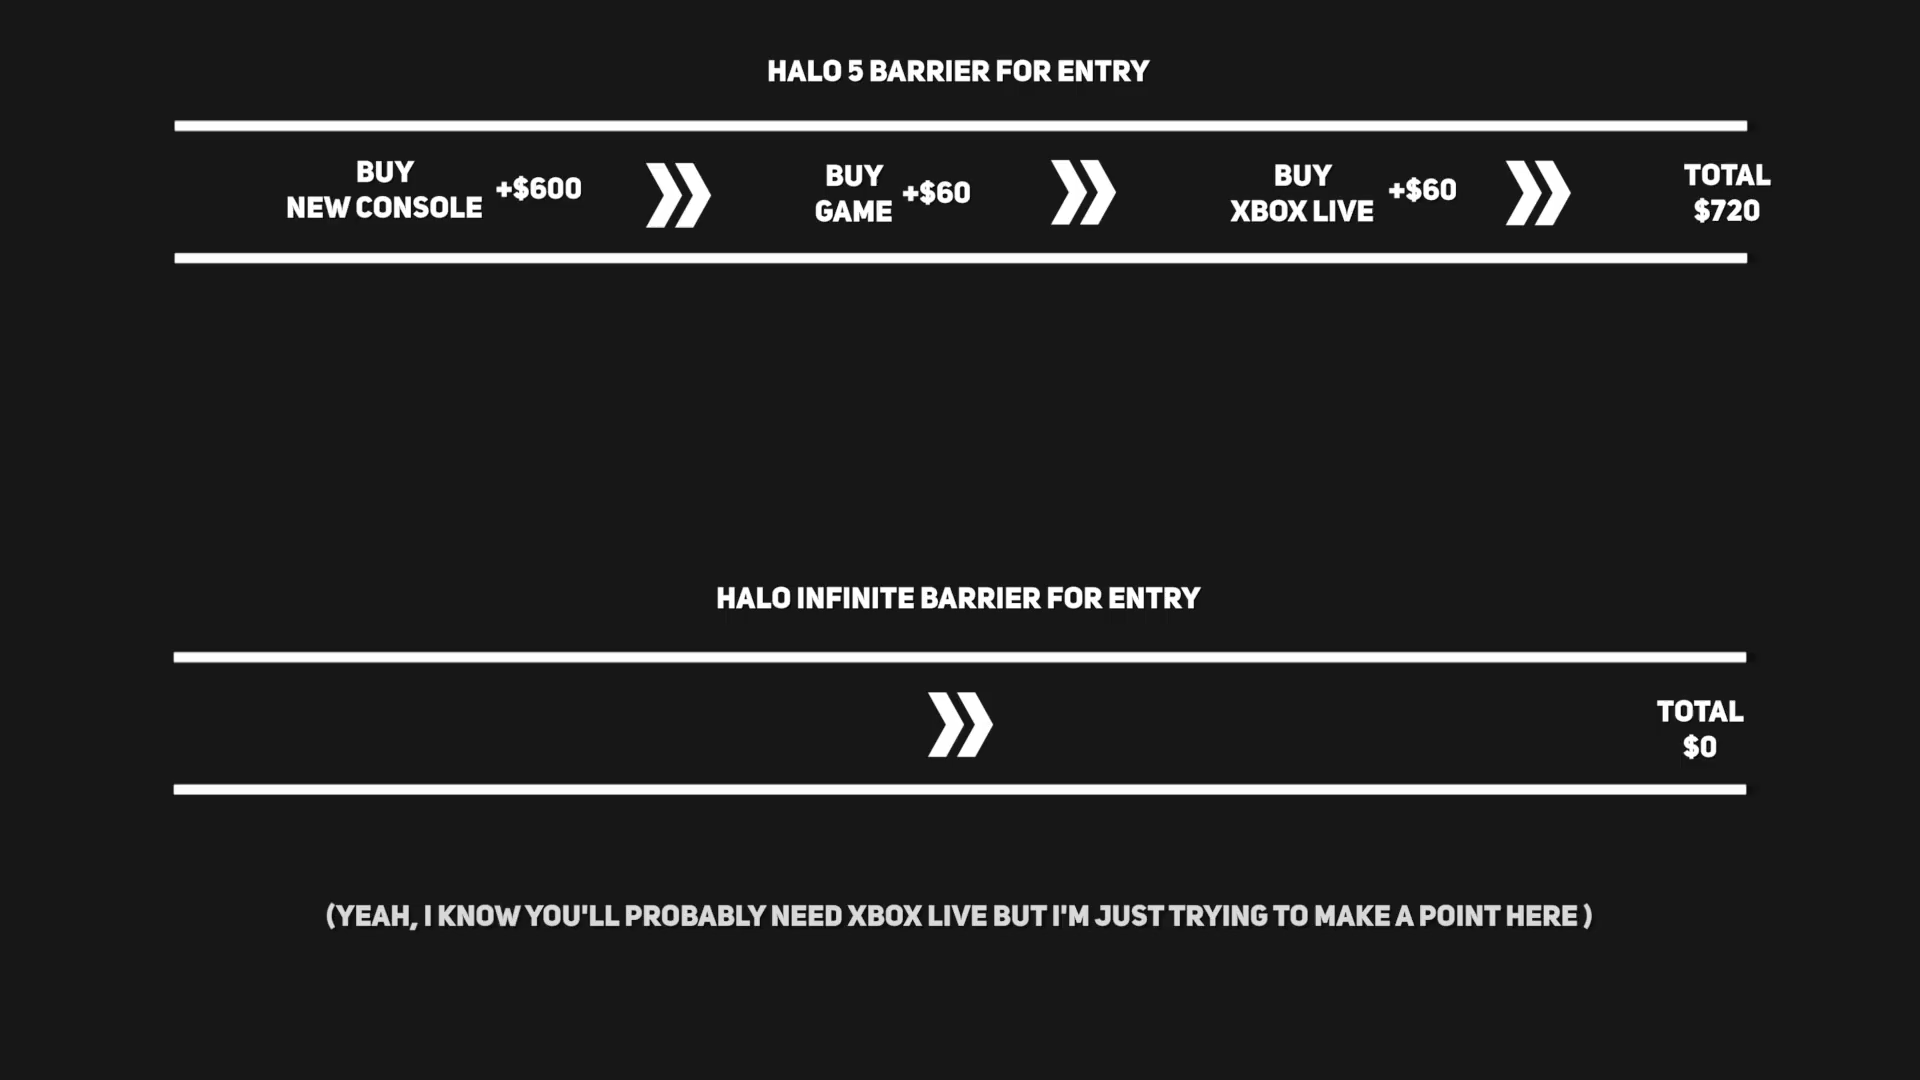 HALO 5 BARRIER FOR ENTRY
BUY
NEW CONSOLE
+$600
BUY
GAME
+$60
BUY
XBOX LIVE
+$60
TOTAL
$720
HALO INFINITE BARRIER FOR ENTRY
TOTAL
$0
(YEAH, I KNOW YOU'LL PROBABLY NEED XBOX LIVE BUT I'M JUST TRYING TO MAKE A POINT HERE )